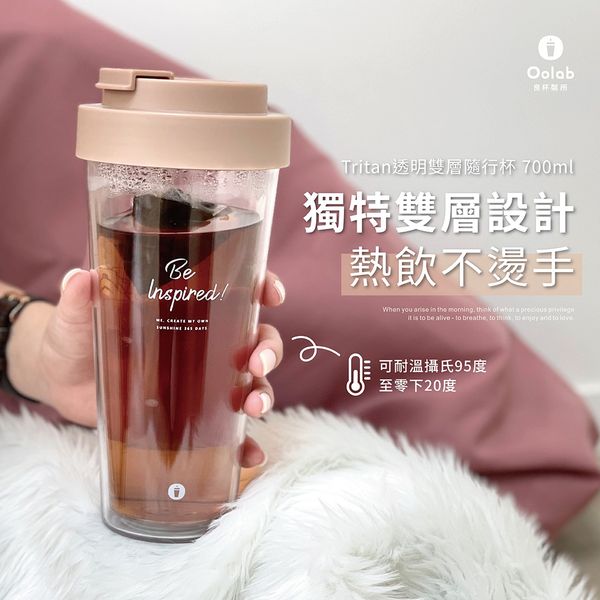 Oolab
良杯製所
Tritan透明雙層隨行杯 700ml
獨特雙層設計
熱飲不燙手
When you arise in the morning, think of what a precious privilege
it is to be alive - to breathe, to think, to enjoy and to love.
可耐溫攝氏95度
至零下20度
Be
Inspired!
ME. CREATE MY OWN
SUNSHINE 365 DAYS